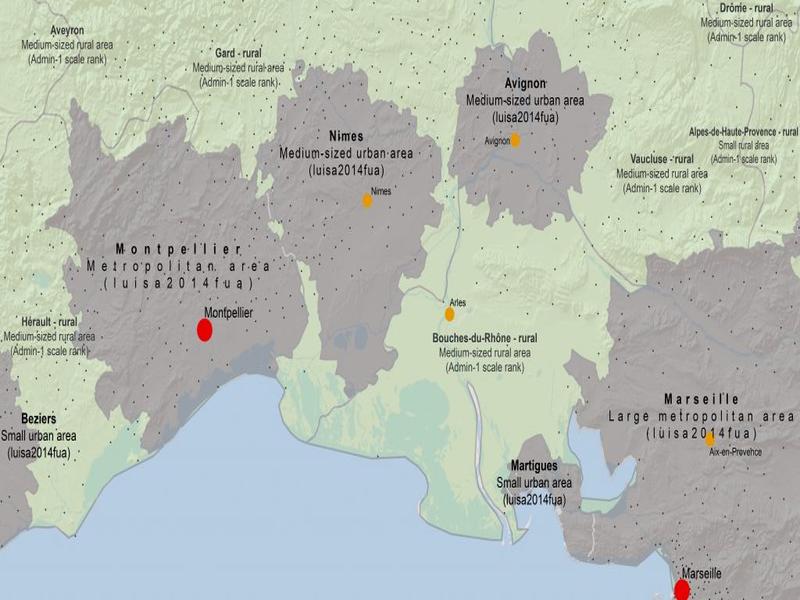 Aveyron
Medium-sized rural area
(Admin-1 scale rank)
Gard - rural
Medium-sized rural area
(Admin-1 scale rank)
Drôme - rural
Medium-sized rural area
(Admin-1 scale rank)
Avignon
Medium-sized urban area
(luisa2014fua)
Avignon
Nimes
Medium-sized urban area
(luisa2014fua)
Nimes
Alpes-de-Haute-Provence - rural
Small rural area
(Admin-1 scale rank)
Vaucluse - rural
Medium-sized rural area
(Admin-1 scale rank)
Montpellier
Metropolitan area
(luisa2014fua)
Montpellier
Arles
Hérault - rural
Medium-sized rural area
(Admin-1 scale rank)
Bouches-du-Rhône - rural
Medium-sized rural area
(Admin-1 scale rank)
Beziers
Small urban area
(luisa2014fua)
Marseille
Large metropolitan area
(luisa2014fua)
Aix-en-Provence
Martigues
Small urban area
(luisa2014fua)
Marseille